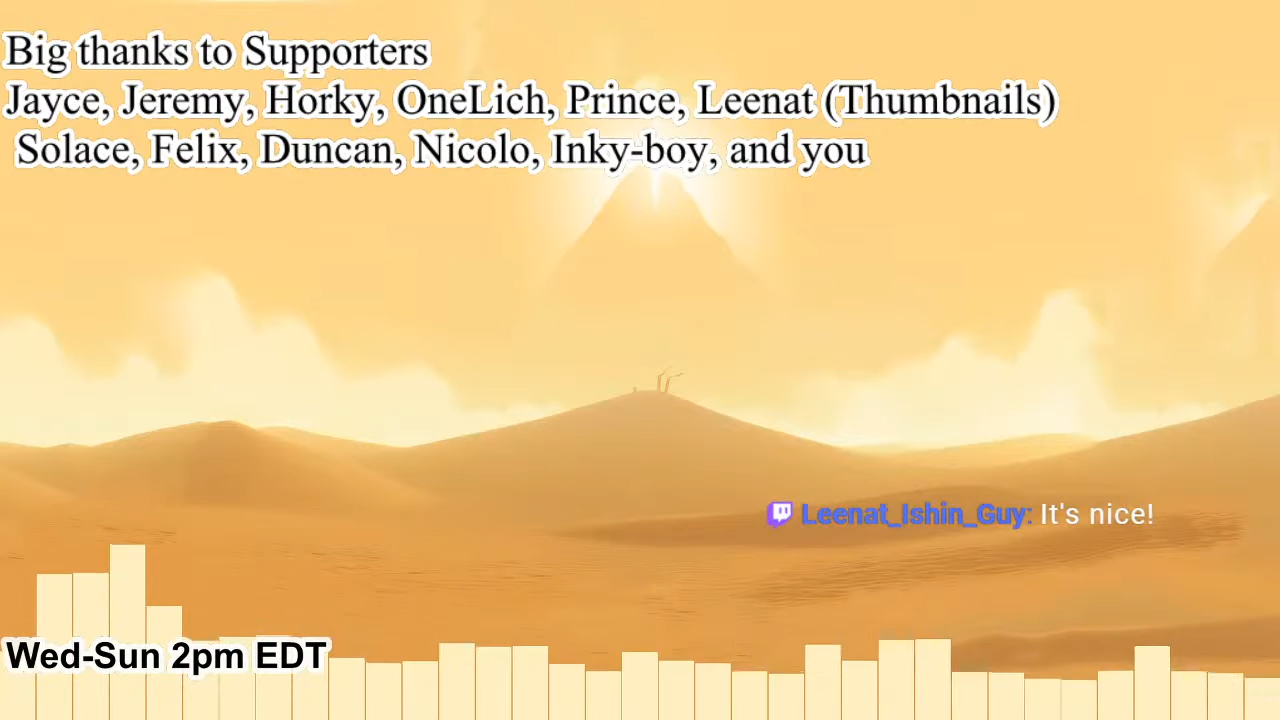 Big thanks to Supporters
Jayce, Jeremy, Horky, OneLich, Prince, Leenat (Thumbnails)
Solace, Felix, Duncan, Nicolo, Inky-boy, and you
Leenat_Ishin_Guy: It's nice!
Wed-Sun 2pm EDT